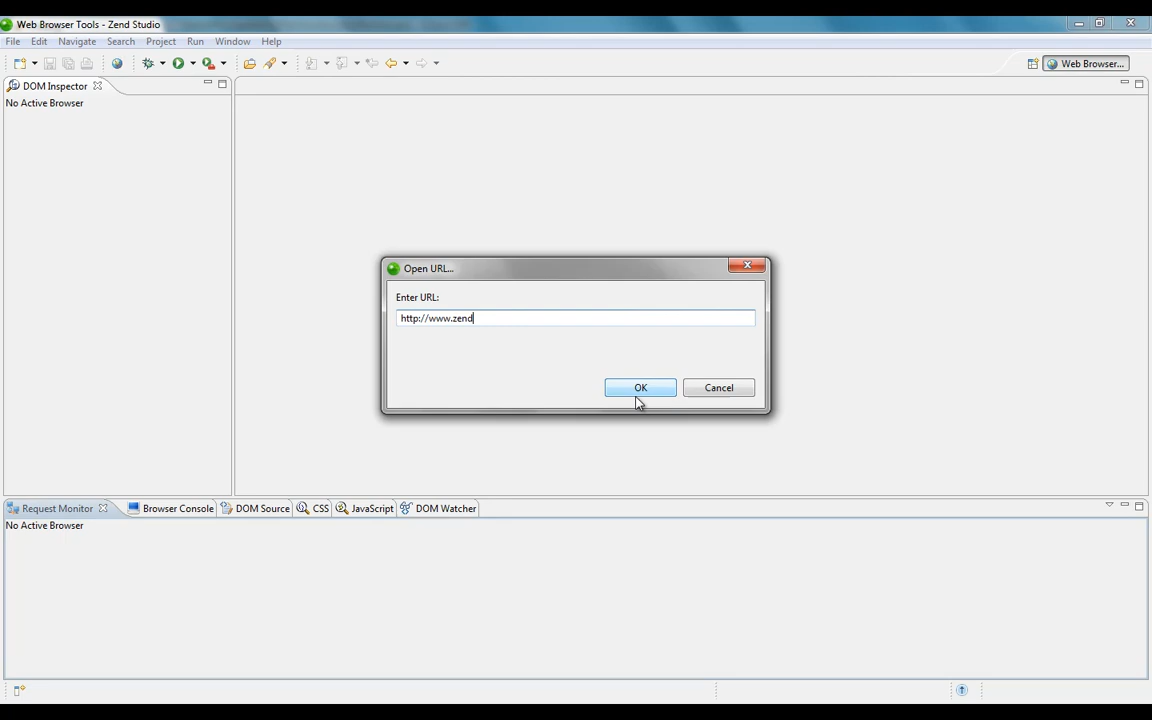 Web Browser Tools - Zend Studio
File Edit Navigate Search Project Run Window Help
Web Browser...
DOM Inspector
No Active Browser
Open URL...
Enter URL:
http://www.zend
OK Cancel
Request Monitor Browser Console DOM Source CSS JavaScript DOM Watcher
No Active Browser